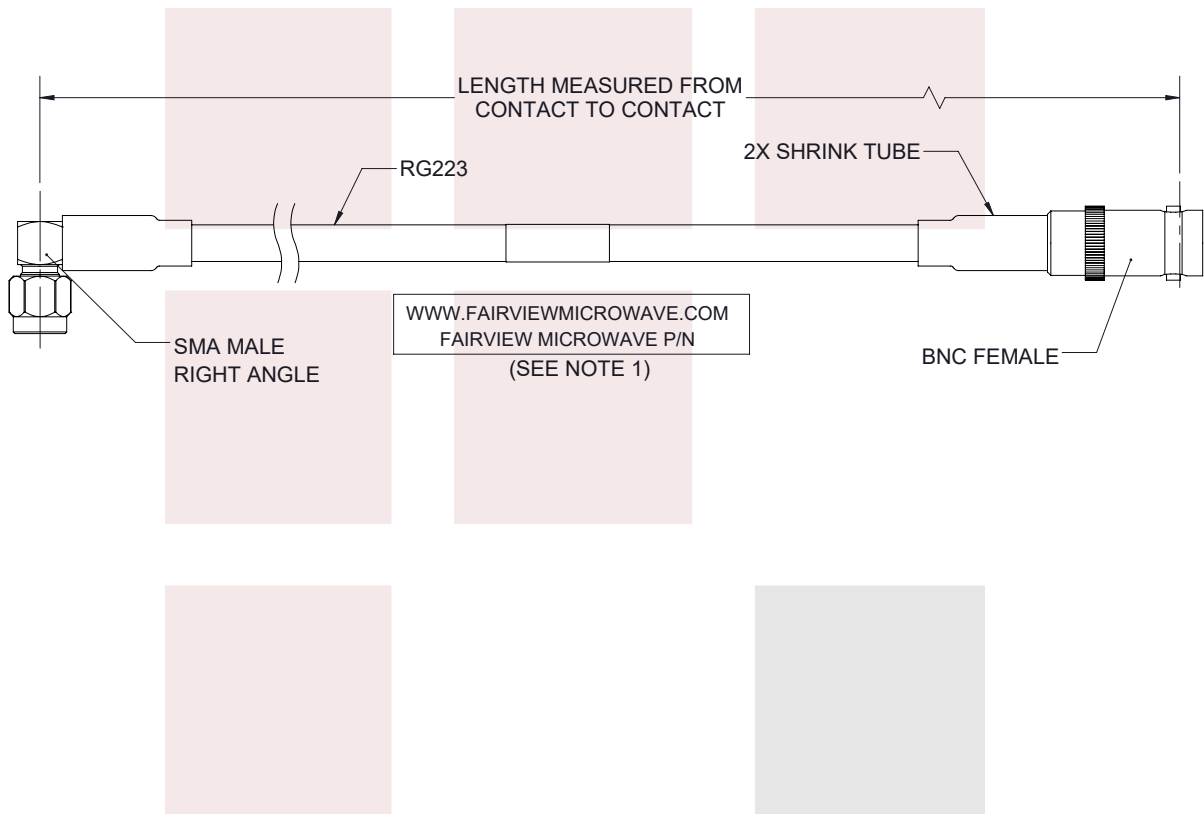 LENGTH MEASURED FROM
CONTACT TO CONTACT
2X SHRINK TUBE
RG223
WWW.FAIRVIEWMICROWAVE.COM
FAIRVIEW MICROWAVE P/N
(SEE NOTE 1)
SMA MALE
RIGHT ANGLE
BNC FEMALE